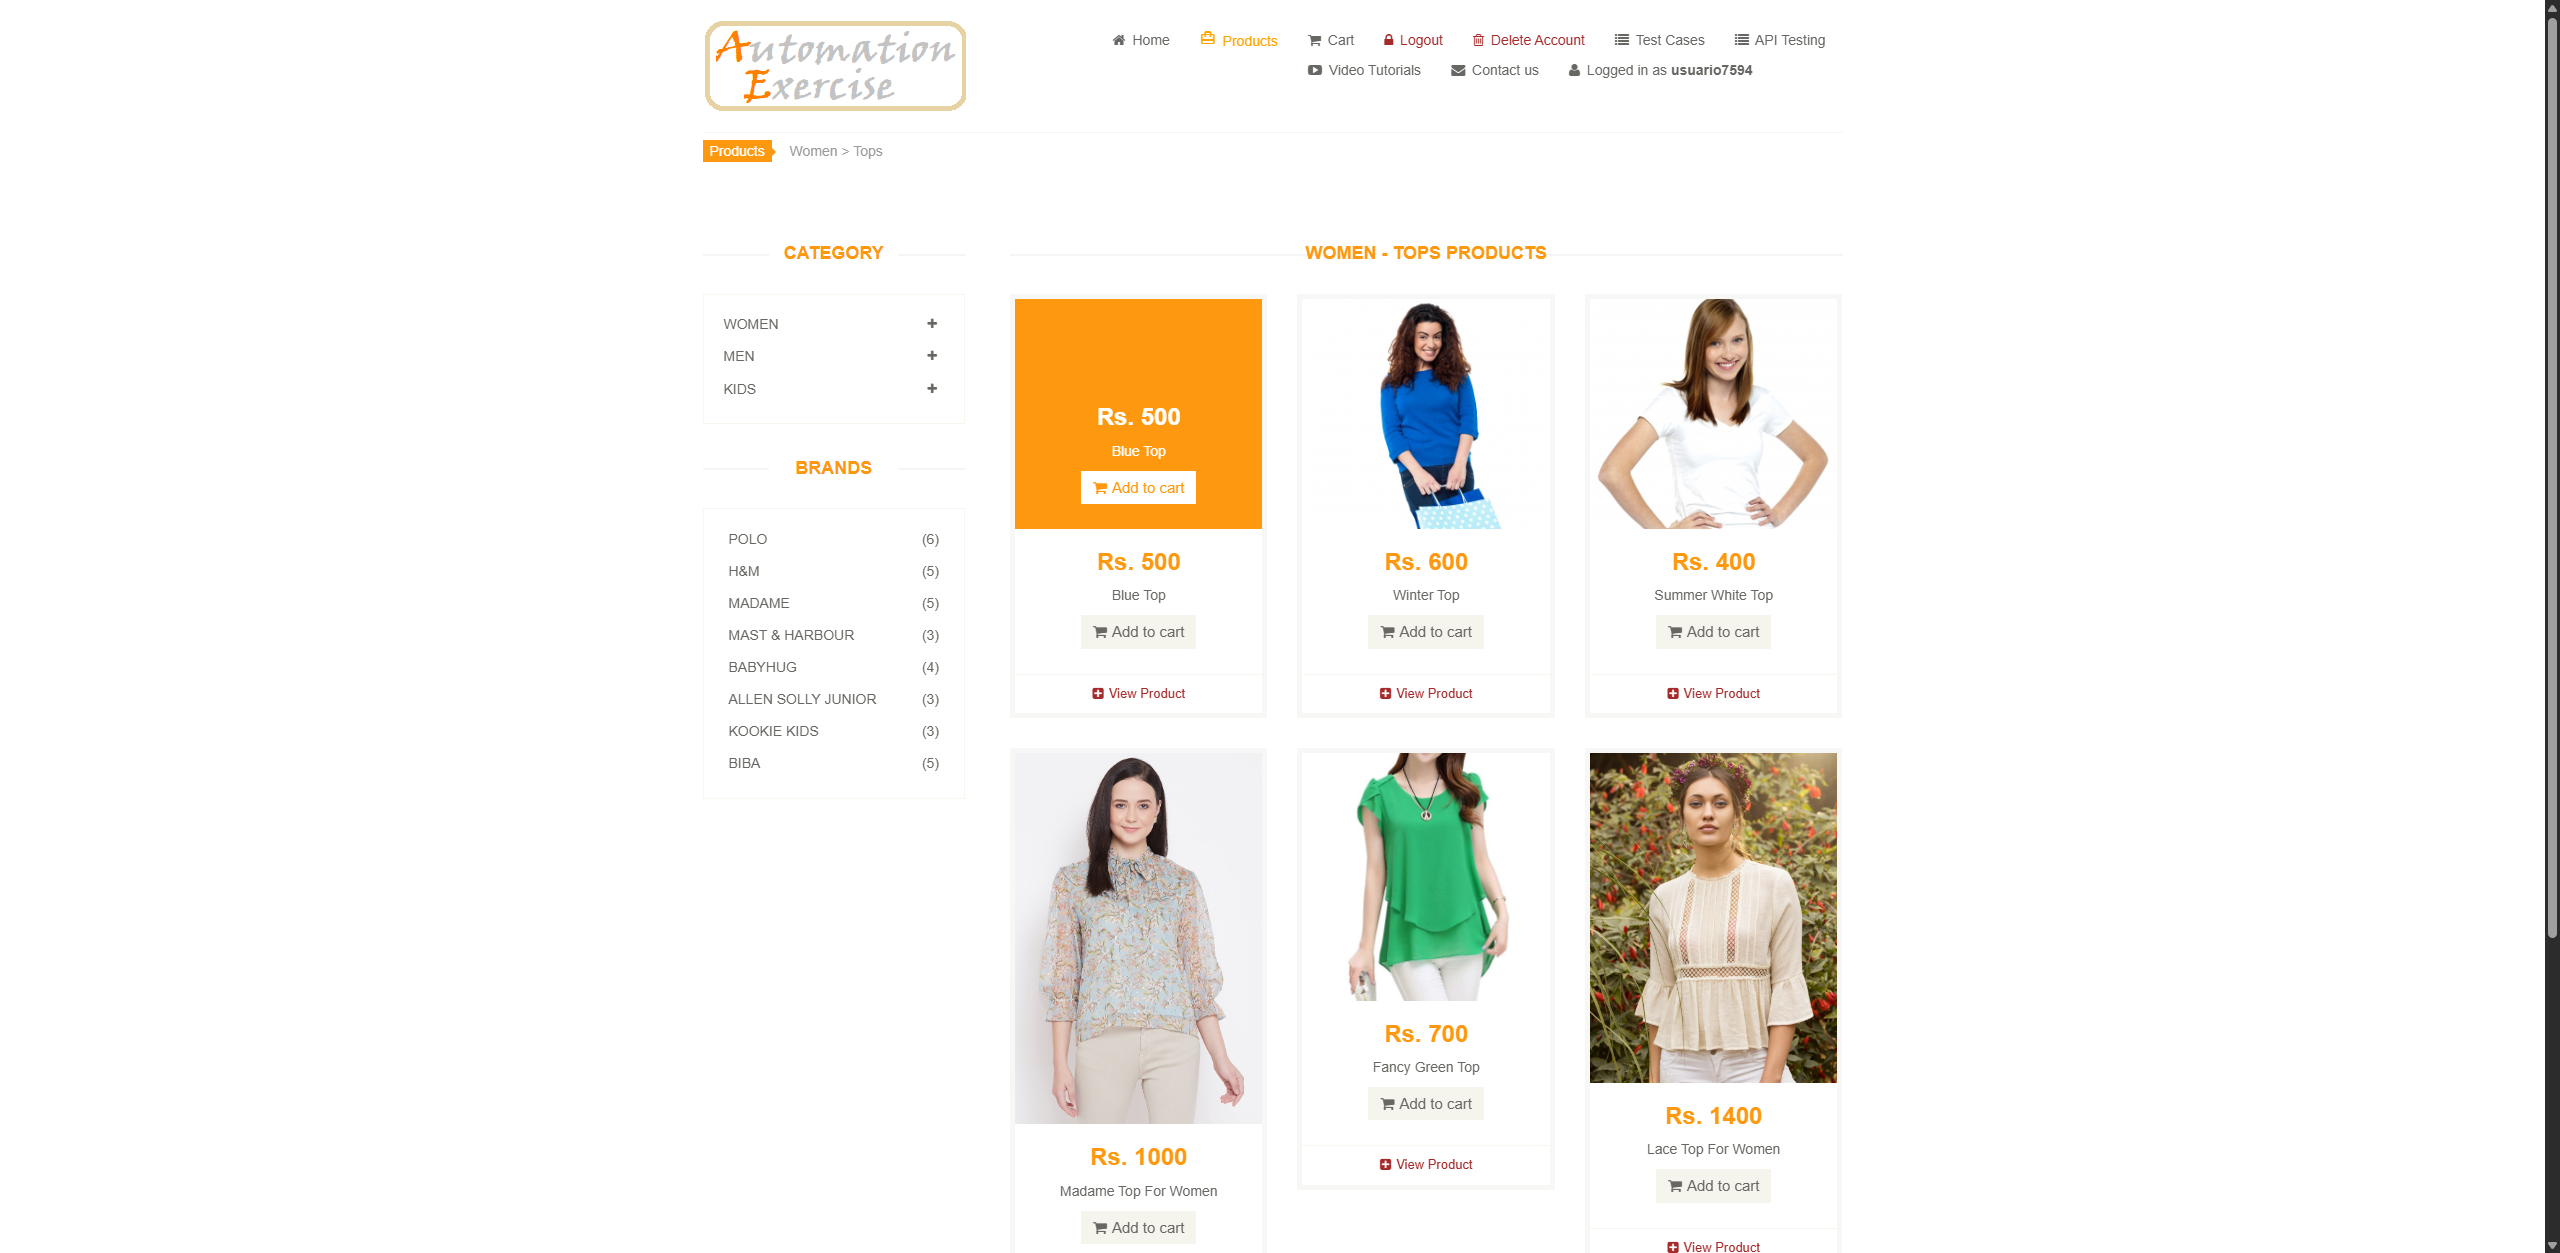 Automation
Exercise
Home
Products
Cart
Logout
Delete Account
Test Cases
API Testing
Video Tutorials
Contact us
Logged in as usuario7594
Products
Women > Tops
CATEGORY
WOMEN
MEN
KIDS
BRANDS
POLO (6)
H&M (5)
MADAME (5)
MAST & HARBOUR (3)
BABYHUG (4)
ALLEN SOLLY JUNIOR (3)
KOOKIE KIDS (3)
BIBA (5)
WOMEN - TOPS PRODUCTS
Rs. 500
Blue Top
Add to cart
Rs. 500
Blue Top
Add to cart
View Product
Rs. 600
Winter Top
Add to cart
View Product
Rs. 400
Summer White Top
Add to cart
View Product
Rs. 1000
Madame Top For Women
Add to cart
Rs. 700
Fancy Green Top
Add to cart
View Product
Rs. 1400
Lace Top For Women
Add to cart
View Product